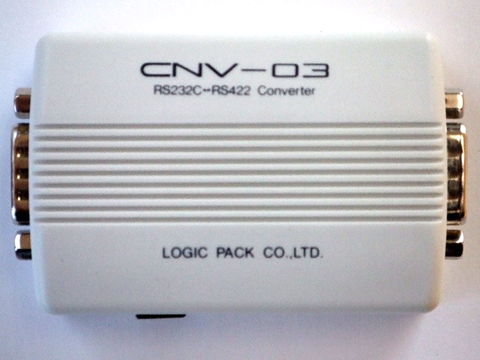 CNV-03
RS232C↔RS422 Converter
LOGIC PACK CO.,LTD.